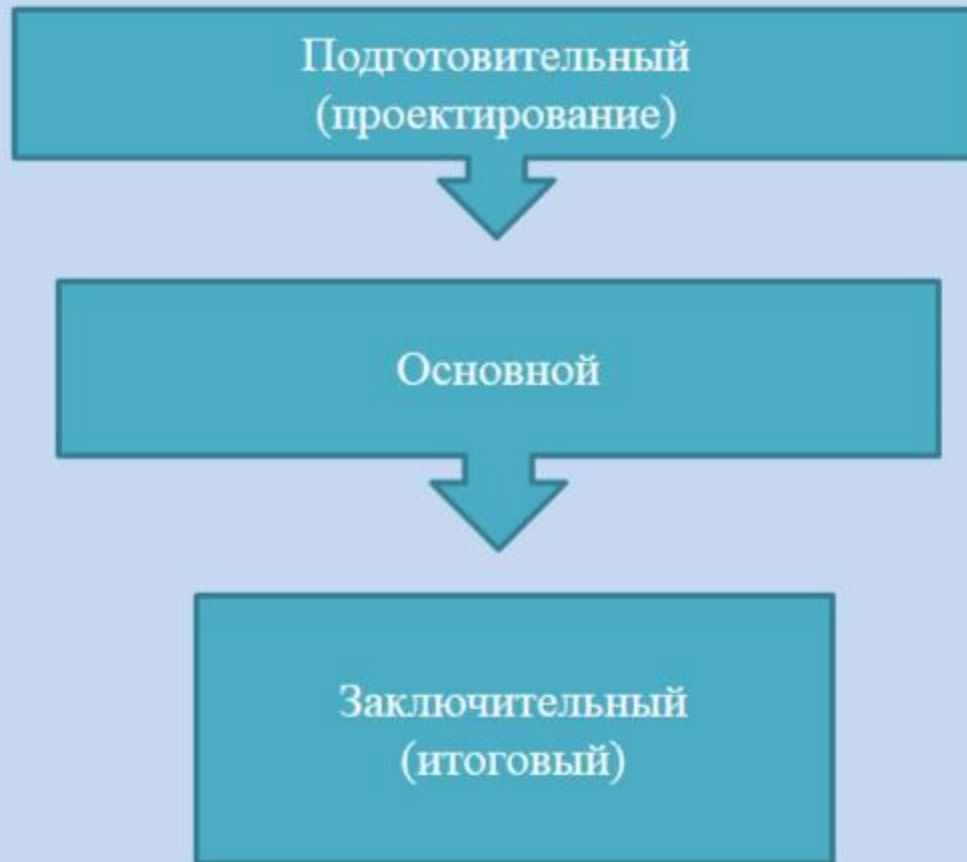 Подготовительный
(проектирование)
Основной
Заключительный
(итоговый)